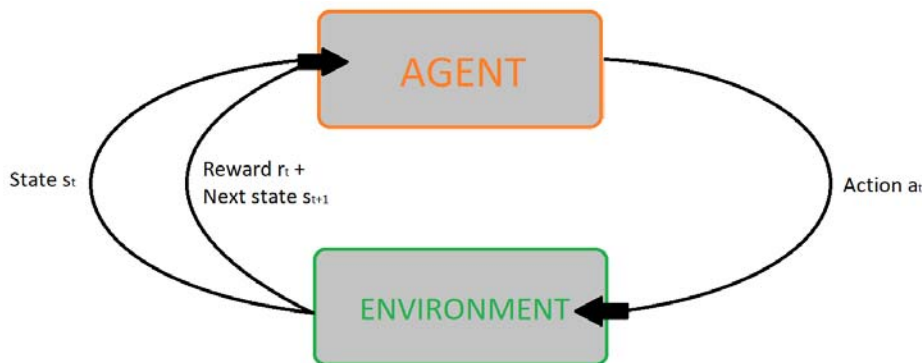 AGENT
State sₜ
Reward rₜ +
Next state sₜ₊₁
Action aₜ
ENVIRONMENT